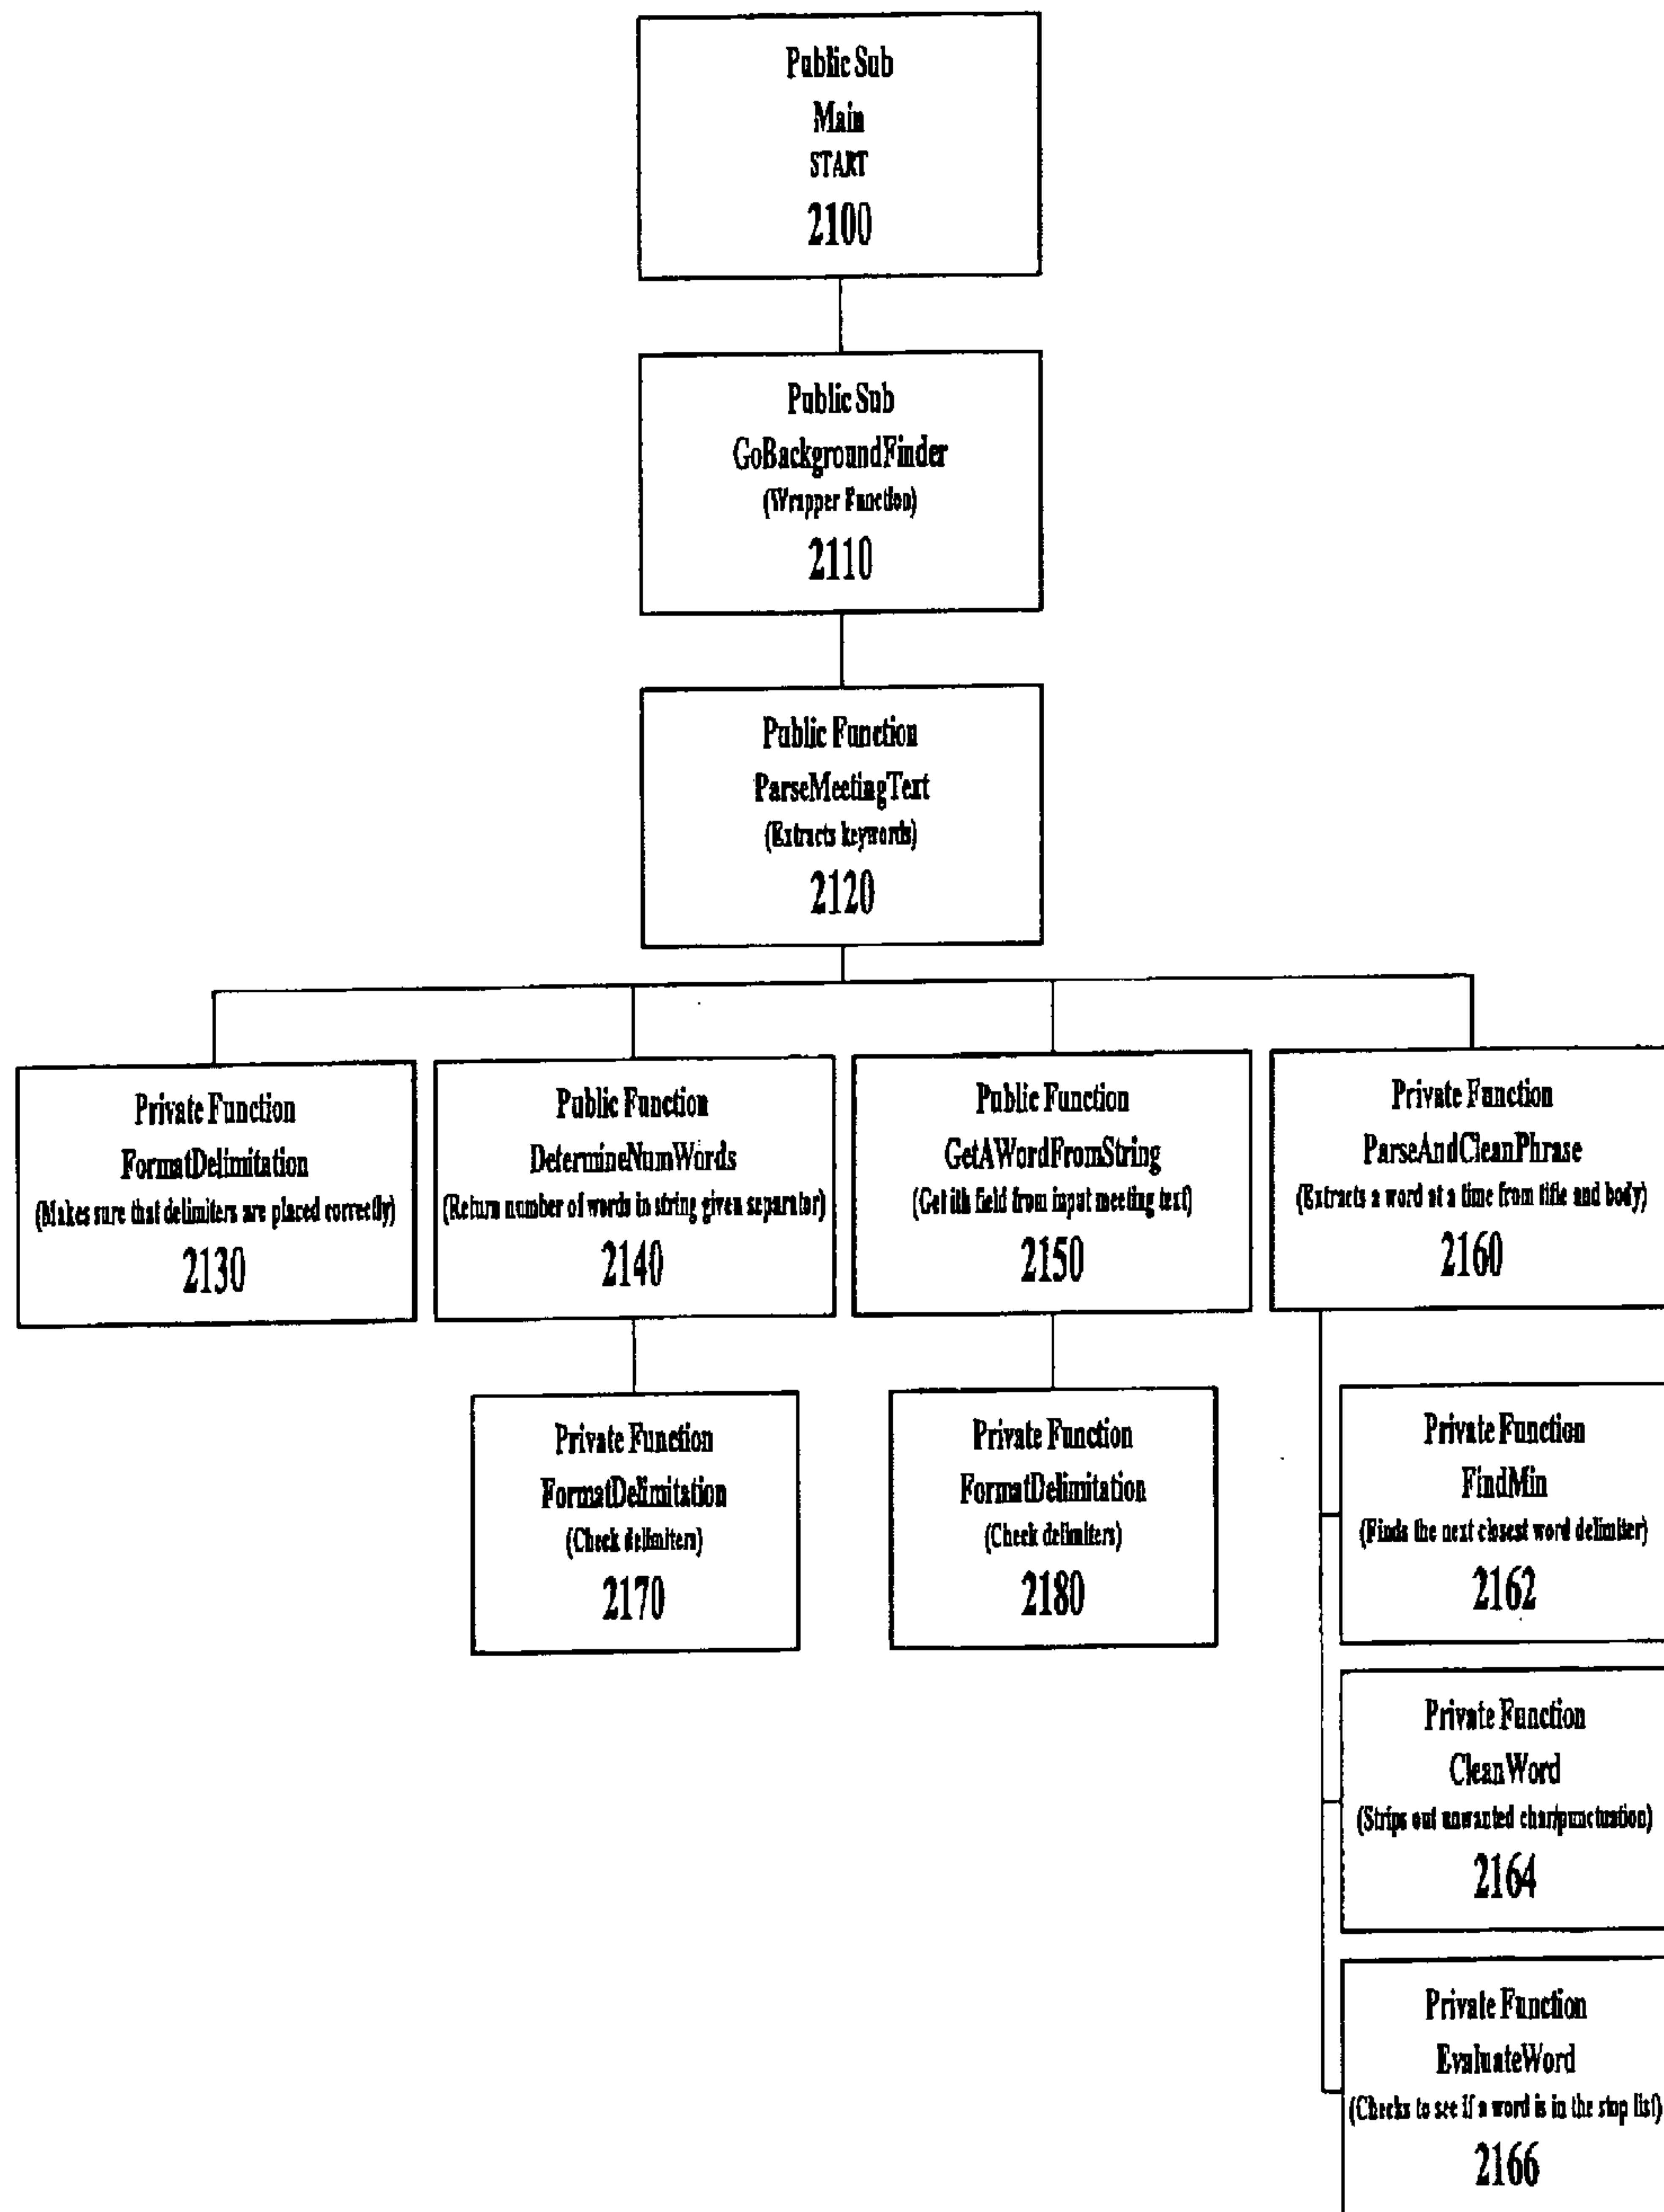 Public Sub
Main
START
2100
Public Sub
GoBackgroundFinder
(Wrapper Function)
2110
Public Function
ParseMeetingText
(Extracts keywords)
2120
Private Function
FormatDelimitation
(Makes sure that delimiters are placed correctly)
2130
Public Function
DetermineNumWords
(Return number of words in string given separator)
2140
Public Function
GetAWordFromString
(Get ith field from input meeting text)
2150
Private Function
ParseAndCleanPhrase
(Extracts a word at a time from title and body)
2160
Private Function
FormatDelimitation
(Check delimiters)
2170
Private Function
FormatDelimitation
(Check delimiters)
2180
Private Function
FindMin
(Finds the next closest word delimiter)
2162
Private Function
CleanWord
(Strips out unwanted char/punctuation)
2164
Private Function
EvaluateWord
(Checks to see if a word is in the stop list)
2166